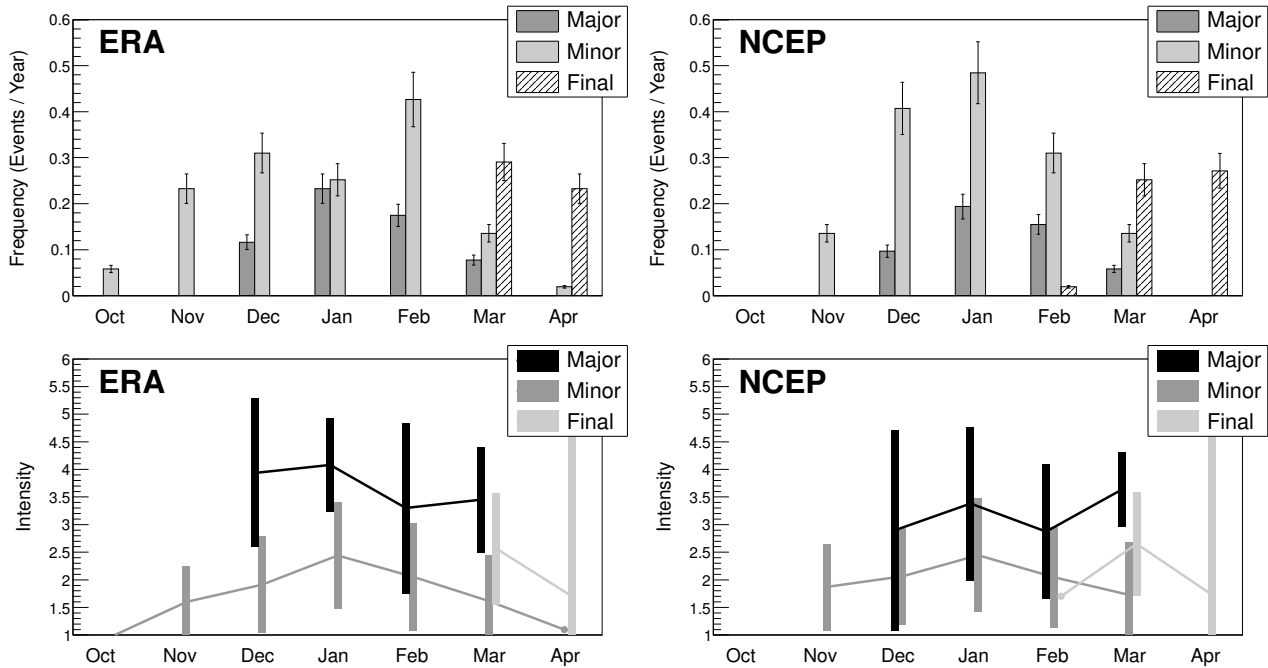 ERA
Major
Minor
Final
Frequency (Events / Year)
0.6
0.5
0.4
0.3
0.2
0.1
0
Oct Nov Dec Jan Feb Mar Apr
NCEP
Major
Minor
Final
Frequency (Events / Year)
0.6
0.5
0.4
0.3
0.2
0.1
0
Oct Nov Dec Jan Feb Mar Apr
ERA
Major
Minor
Final
Intensity
6
5.5
5
4.5
4
3.5
3
2.5
2
1.5
1
Oct Nov Dec Jan Feb Mar Apr
NCEP
Major
Minor
Final
Intensity
6
5.5
5
4.5
4
3.5
3
2.5
2
1.5
1
Oct Nov Dec Jan Feb Mar Apr